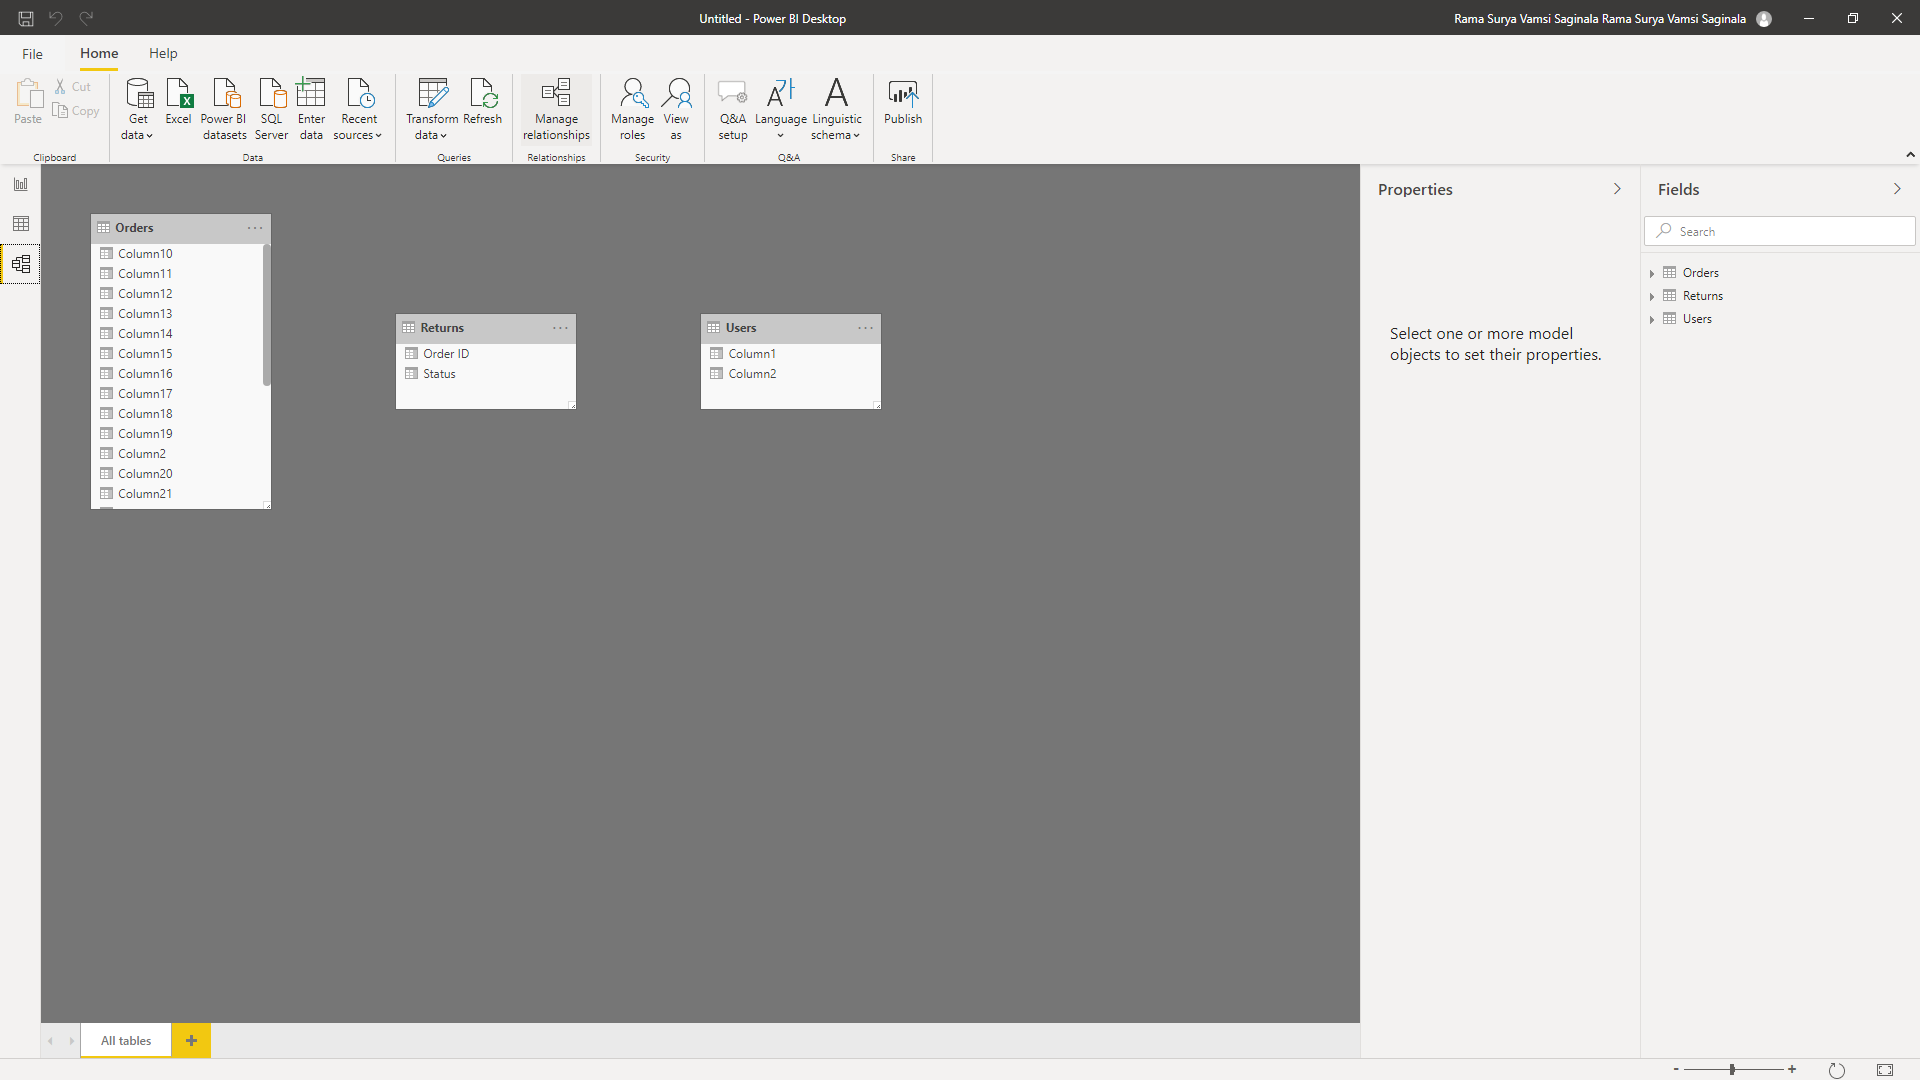 Untitled - Power BI Desktop
Rama Surya Vamsi Saginala Rama Surya Vamsi Saginala
File Home Help
Paste
Cut
Copy
Clipboard
Get data
Excel
Power BI datasets
SQL Server
Enter data
Recent sources
Data
Transform data
Refresh
Queries
Manage relationships
Relationships
Manage roles
View as
Security
Q&A setup
Language
Linguistic schema
Q&A
Publish
Share
Orders
Column10
Column11
Column12
Column13
Column14
Column15
Column16
Column17
Column18
Column19
Column2
Column20
Column21
Returns
Order ID
Status
Users
Column1
Column2
Properties
Select one or more model
objects to set their properties.
Fields
Search
Orders
Returns
Users
All tables